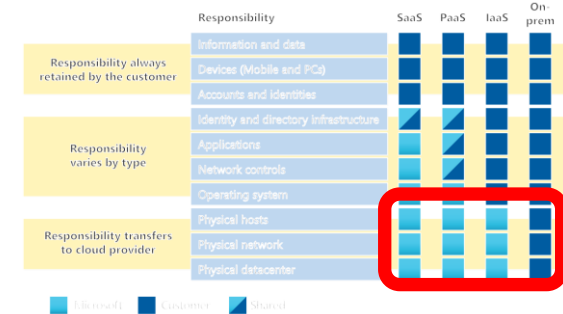 Responsibility
SaaS
PaaS
IaaS
On-
prem
Responsibility always
retained by the customer
Information and data
Devices (Mobile and PCs)
Accounts and identities
Responsibility
varies by type
Identity and directory infrastructure
Applications
Network controls
Operating system
Responsibility transfers
to cloud provider
Physical hosts
Physical network
Physical datacenter
Microsoft
Customer
Shared